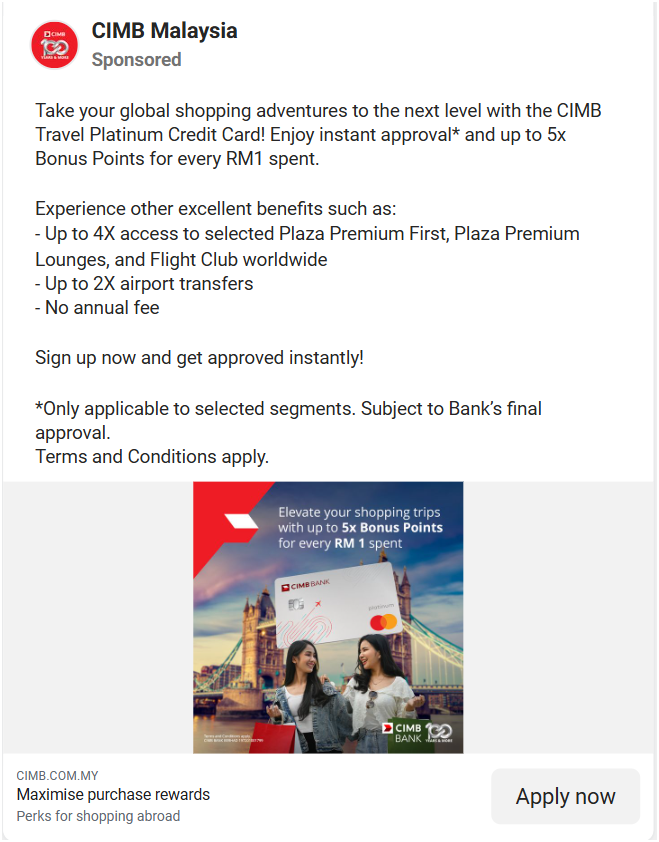 CIMB
100
YEARS & MORE
CIMB Malaysia
Sponsored
Take your global shopping adventures to the next level with the CIMB
Travel Platinum Credit Card! Enjoy instant approval* and up to 5x
Bonus Points for every RM1 spent.
Experience other excellent benefits such as:
- Up to 4X access to selected Plaza Premium First, Plaza Premium
Lounges, and Flight Club worldwide
- Up to 2X airport transfers
- No annual fee
Sign up now and get approved instantly!
*Only applicable to selected segments. Subject to Bank’s final
approval.
Terms and Conditions apply.
Elevate your shopping trips
with up to 5x Bonus Points
for every RM 1 spent
CIMB BANK
platinum
CIMB
BANK
100
YEARS & MORE
Terms and Conditions apply.
CIMB.COM.MY
Maximise purchase rewards
Perks for shopping abroad
Apply now